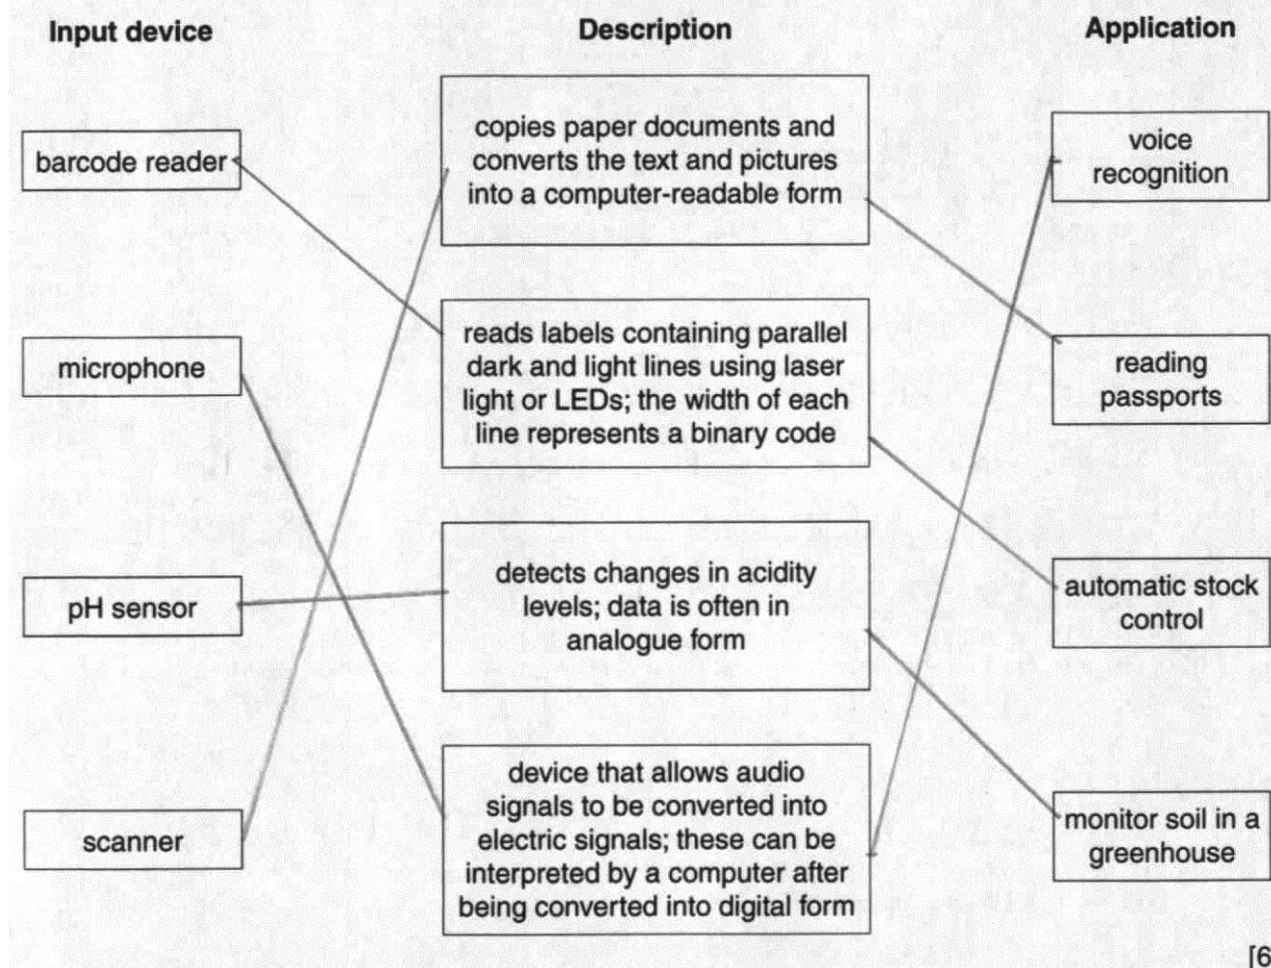 Input device
Description
Application
barcode reader
microphone
pH sensor
scanner
copies paper documents and
converts the text and pictures
into a computer-readable form
reads labels containing parallel
dark and light lines using laser
light or LEDs; the width of each
line represents a binary code
detects changes in acidity
levels; data is often in
analogue form
device that allows audio
signals to be converted into
electric signals; these can be
interpreted by a computer after
being converted into digital form
voice
recognition
reading
passports
automatic stock
control
monitor soil in a
greenhouse
[6